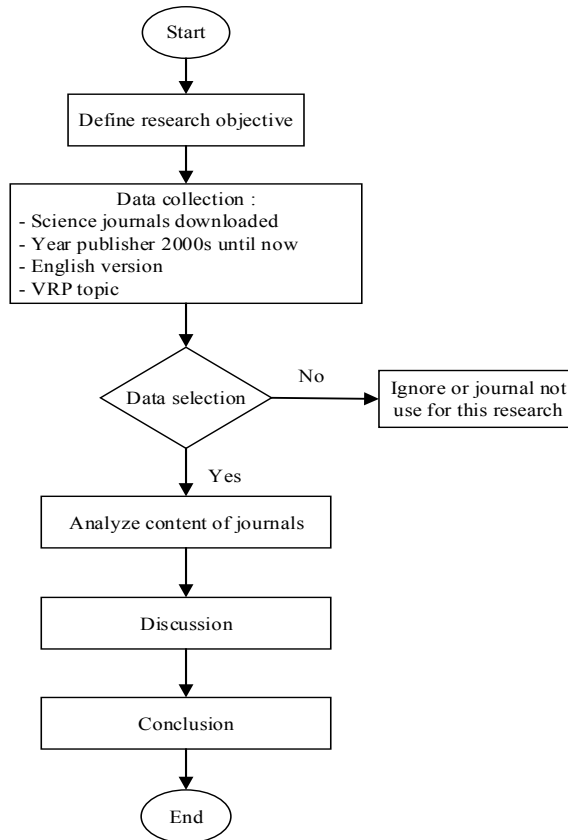 Start
Define research objective
Data collection :
- Science journals downloaded
- Year publisher 2000s until now
- English version
- VRP topic
Data selection
No
Ignore or journal not
use for this research
Yes
Analyze content of journals
Discussion
Conclusion
End